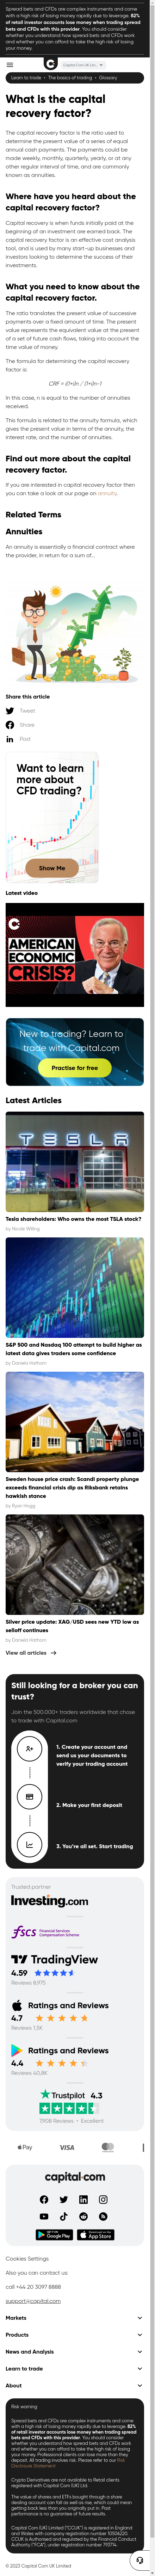 Spread bets and CFDs are complex instruments and come with a high risk of losing money rapidly due to leverage. 82%
of retail investor accounts lose money when trading spread
bets and CFDs with this provider. You should consider
whether you understand how spread bets and CFDs work
and whether you can afford to take the high risk of losing
your money.
Capital.Com UK Lim...
Learn to trade • The basics of trading • Glossary
What is the capital
recovery factor?
The capital recovery factor is the ratio used to
determine the present value of a series of equal
annual cash payments. The payments can also be
made weekly, monthly, quarterly, yearly, or at any
other regular interval of time, and are known as
annuities.
Where have you heard about the
capital recovery factor?
Capital recovery is when funds initially paid at the
beginning of an investment are earned back. The
capital recovery factor is an effective cost analysis
tool, and is used by many start-up businesses and
investors looking to determine the success of their
investments.
What you need to know about the
capital recovery factor.
The ratio translates the present value of successive
payments over a fixed period of time. The present
value represents the equivalent value at the present
of a set of future cash flows, taking into account the
time value of money.
The formula for determining the capital recovery
factor is:
CRF = i(1+i)n / (1+i)n-1
In this case, n is equal to the number of annuities
received.
This formula is related to the annuity formula, which
gives the present value in terms of the annuity, the
interest rate, and the number of annuities.
Find out more about the capital
recovery factor.
If you are interested in capital recovery factor then
you can take a look at our page on annuity.
Related Terms
Annuities
An annuity is essentially a financial contract where
the provider, in return for a sum of...
Share this article
Tweet
Share
Post
Want to learn
more about
CFD trading?
Show Me
Latest video
AMERICAN
ECONOMIC
CRISIS?
New to trading? Learn to
trade with Capital.com
Practise for free
Latest Articles
TESLA
Tesla shareholders: Who owns the most TSLA stock?
by Nicole Willing
S&P 500 and Nasdaq 100 attempt to build higher as
latest data gives traders some confidence
by Daniela Hathorn
Sweden house price crash: Scandi property plunge
exceeds financial crisis dip as Riksbank retains
hawkish stance
by Ryan Hogg
Silver price update: XAG/USD sees new YTD low as
selloff continues
by Daniela Hathorn
View all articles →
Still looking for a broker you can
trust?
Join the 500.000+ traders worldwide that chose
to trade with Capital.com
1. Create your account and
send us your documents to
verify your trading account
2. Make your first deposit
3. You're all set. Start trading
Trusted partner
Investing.com
fscs Financial Services
Compensation Scheme
TradingView
4.59
Reviews 8,975
Ratings and Reviews
4.7
Reviews 1,5K
Ratings and Reviews
4.4
Reviews 40,8K
Trustpilot 4.3
7,908 Reviews • Excellent
Pay VISA mastercard
capital.com
GET IT ON Google Play Download on the App Store
Cookies Settings
Also you can contact us:
call +44 20 3097 8888
support@capital.com
Markets
Products
News and Analysis
Learn to trade
About
Risk warning
Spread bets and CFDs are complex instruments and come
with a high risk of losing money rapidly due to leverage. 82%
of retail investor accounts lose money when trading spread
bets and CFDs with this provider. You should consider
whether you understand how spread bets and CFDs work
and whether you can afford to take the high risk of losing
your money. Professional clients can lose more than they
deposit. All trading involves risk. Please refer to our Risk
Disclosure Statement
Crypto Derivatives are not available to Retail clients
registered with Capital Com (UK) Ltd.
The value of shares and ETFs bought through a share
dealing account can fall as well as rise, which could mean
getting back less than you originally put in. Past
performance is no guarantee of future results.
Capital Com (UK) Limited ("CCUK") is registered in England
and Wales with company registration number 10506220.
CCUK is Authorised and regulated by the Financial Conduct
Authority ("FCA"), under registration number 793714.
© 2023 Capital Com UK Limited